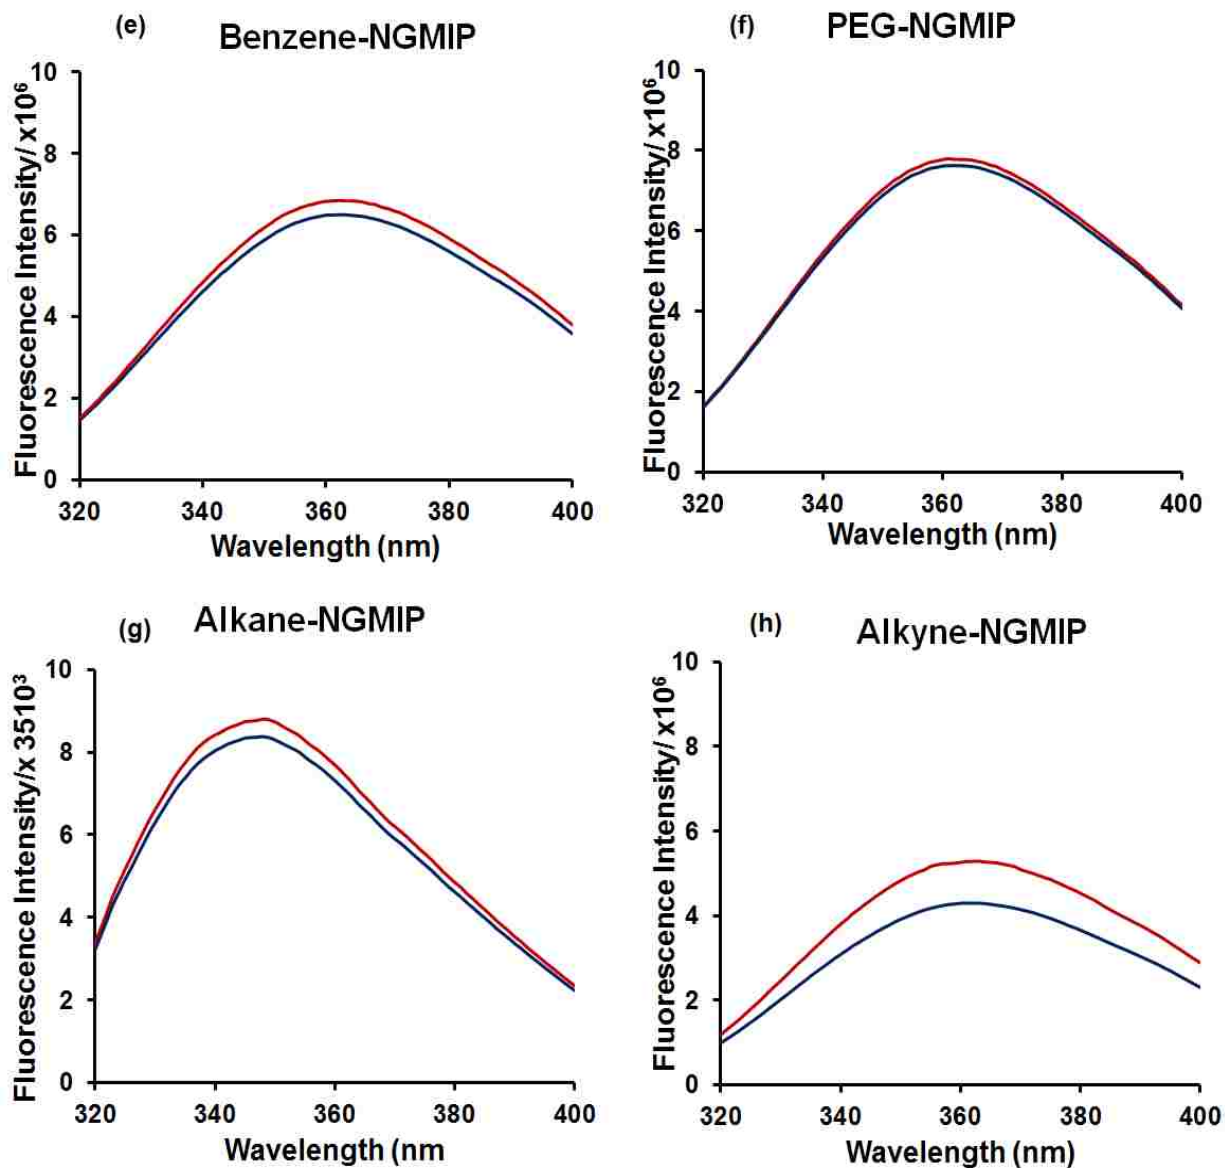 (e)
Benzene-NGMIP
Fluorescence Intensity/ x10⁶
10
8
6
4
2
0
320 340 360 380 400
Wavelength (nm)
(f)
PEG-NGMIP
Fluorescence Intensity/ x10⁶
10
8
6
4
2
0
320 340 360 380 400
Wavelength (nm)
(g)
Alkane-NGMIP
Fluorescence Intensity/x 3510³
10
8
6
4
2
0
320 340 360 380 400
Wavelength (nm
(h)
Alkyne-NGMIP
Fluorescence Intensity/ x10⁶
10
8
6
4
2
0
320 340 360 380 400
Wavelength (nm)